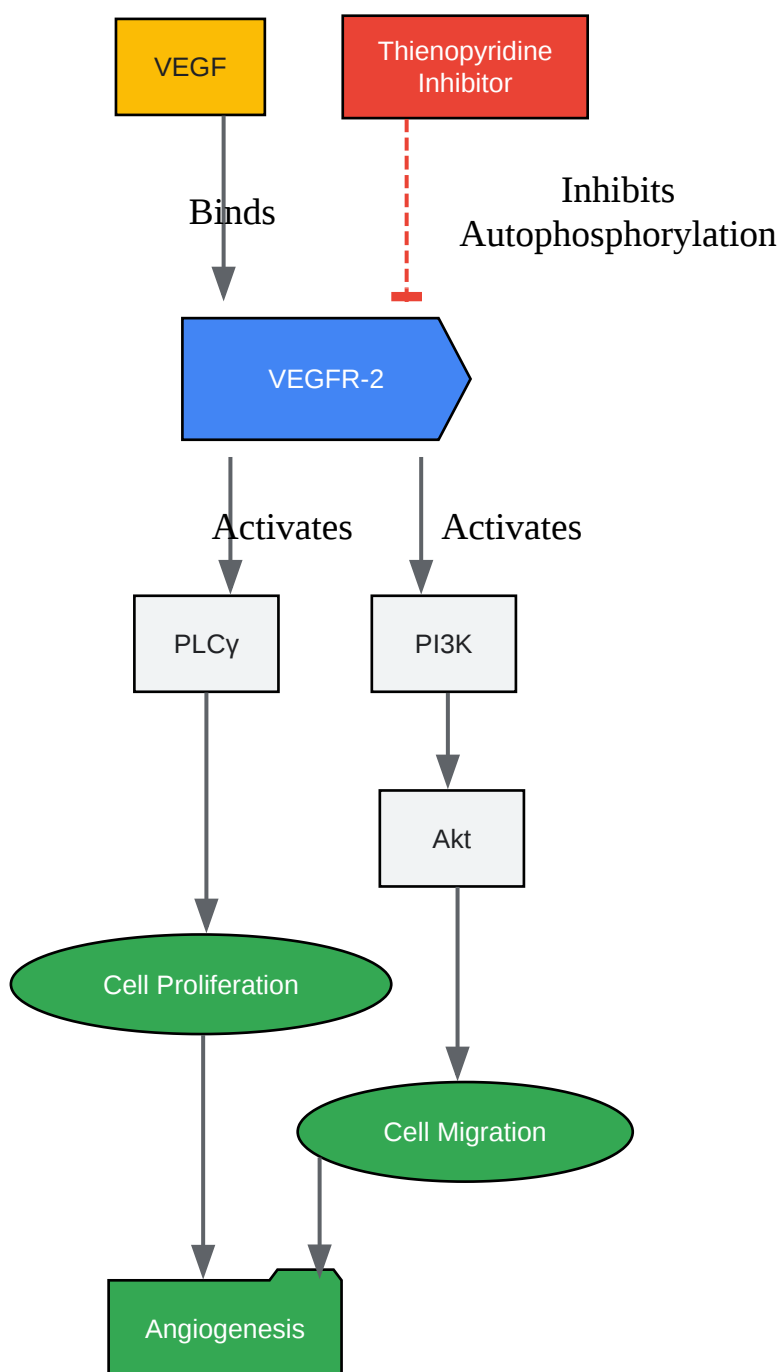 VEGF
Thienopyridine
Inhibitor
Binds
Inhibits
Autophosphorylation
VEGFR-2
Activates
Activates
PLCγ
PI3K
Akt
Cell Proliferation
Cell Migration
Angiogenesis